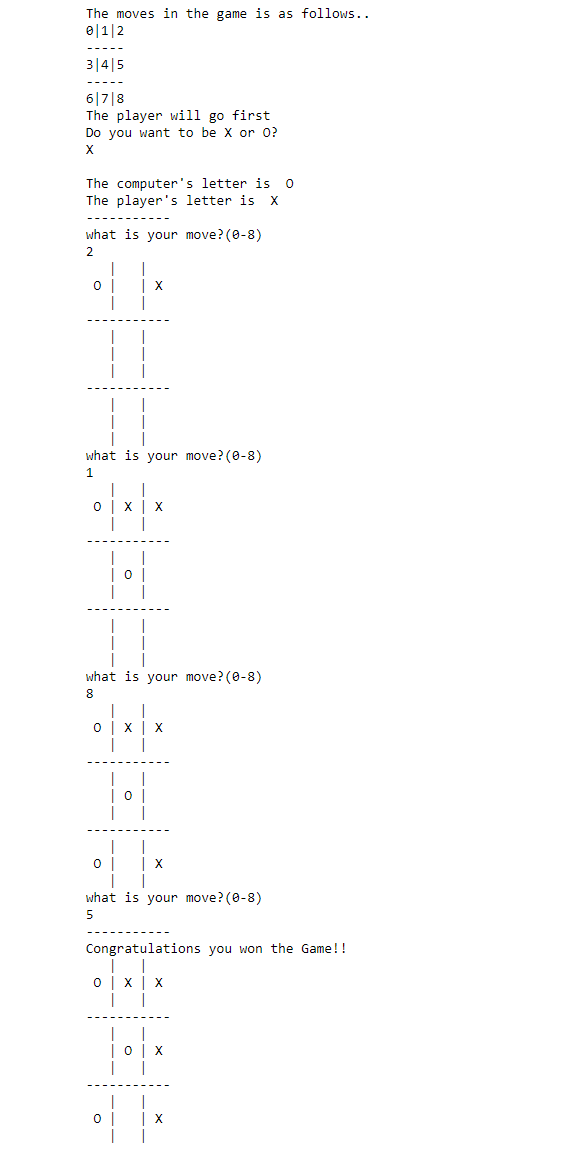 The moves in the game is as follows..
0|1|2
-----
3|4|5
-----
6|7|8
The player will go first
Do you want to be X or O?
X

The computer's letter is  O
The player's letter is  X
-----------
what is your move?(0-8)
2
   |   |
 O |   | X
   |   |
-----------
   |   |
   |   |
   |   |
-----------
   |   |
   |   |
   |   |
what is your move?(0-8)
1
   |   |
 O | X | X
   |   |
-----------
   |   |
   | O |
   |   |
-----------
   |   |
   |   |
   |   |
what is your move?(0-8)
8
   |   |
 O | X | X
   |   |
-----------
   |   |
   | O |
   |   |
-----------
   |   |
 O |   | X
   |   |
what is your move?(0-8)
5
-----------
Congratulations you won the Game!!
   |   |
 O | X | X
   |   |
-----------
   |   |
   | O | X
   |   |
-----------
   |   |
 O |   | X
   |   |